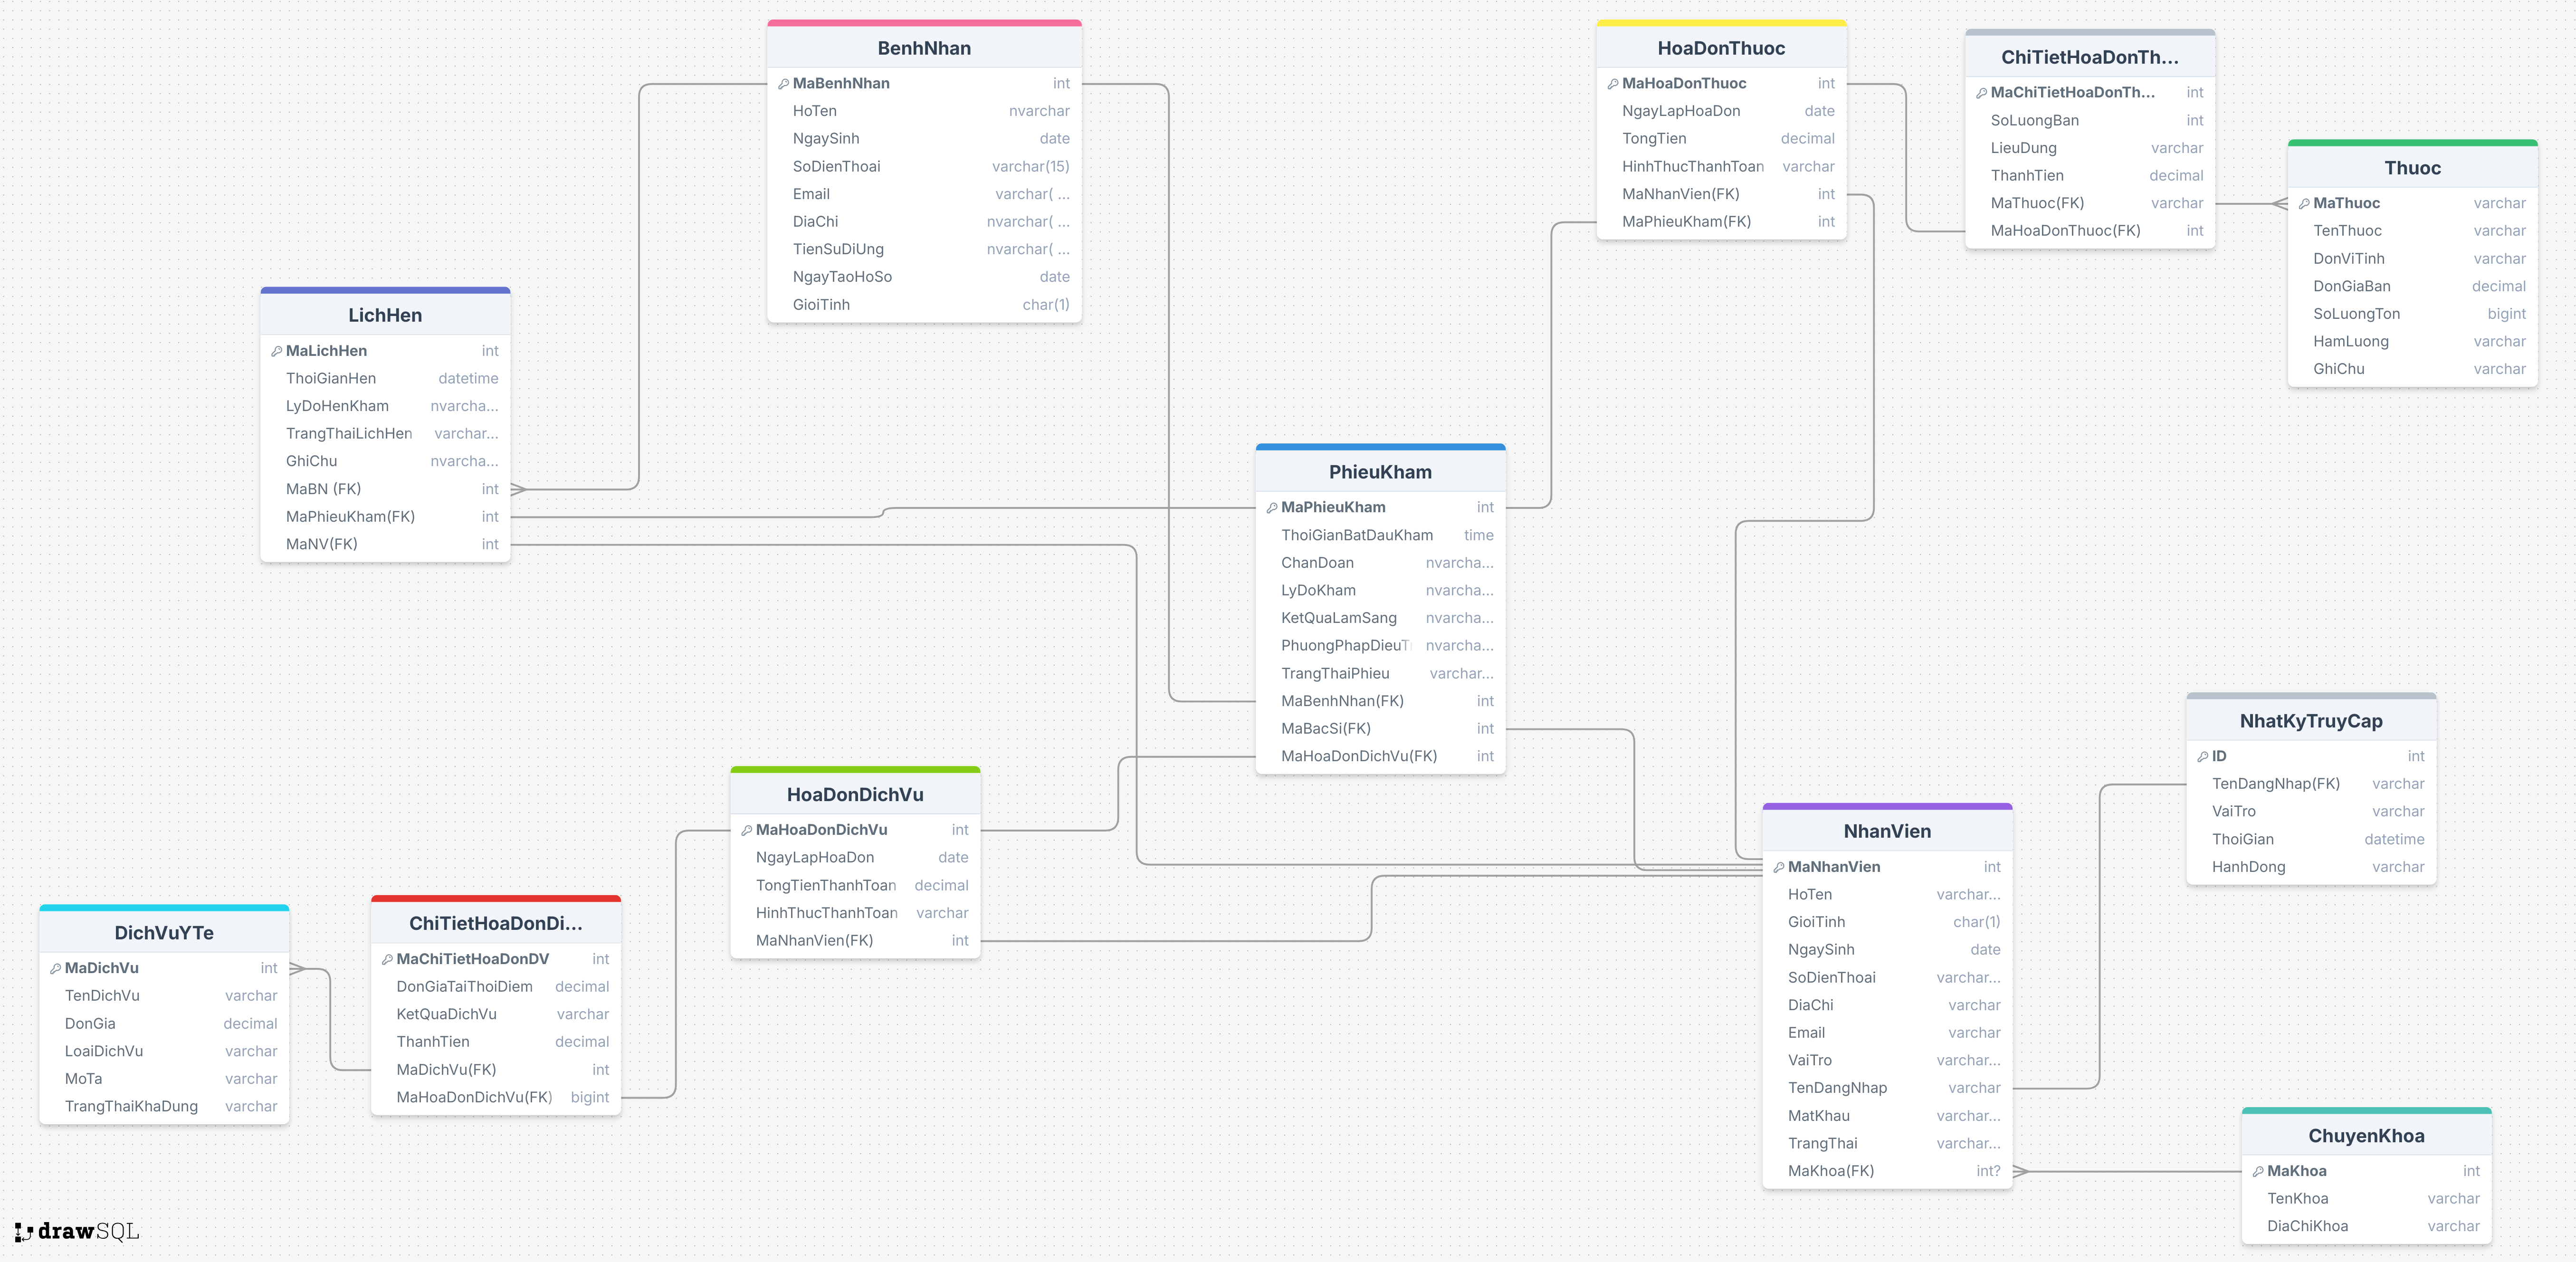 BenhNhan
MaBenhNhan int
HoTen nvarchar
NgaySinh date
SoDienThoai varchar(15)
Email varchar( ...
DiaChi nvarchar( ...
TienSuDiUng nvarchar( ...
NgayTaoHoSo date
GioiTinh char(1)
HoaDonThuoc
MaHoaDonThuoc int
NgayLapHoaDon date
TongTien decimal
HinhThucThanhToan varchar
MaNhanVien(FK) int
MaPhieuKham(FK) int
ChiTietHoaDonTh...
MaChiTietHoaDonTh... int
SoLuongBan int
LieuDung varchar
ThanhTien decimal
MaThuoc(FK) varchar
MaHoaDonThuoc(FK) int
Thuoc
MaThuoc varchar
TenThuoc varchar
DonViTinh varchar
DonGiaBan decimal
SoLuongTon bigint
HamLuong varchar
GhiChu varchar
LichHen
MaLichHen int
ThoiGianHen datetime
LyDoHenKham nvarcha...
TrangThaiLichHen varchar...
GhiChu nvarcha...
MaBN (FK) int
MaPhieuKham(FK) int
MaNV(FK) int
PhieuKham
MaPhieuKham int
ThoiGianBatDauKham time
ChanDoan nvarcha...
LyDoKham nvarcha...
KetQuaLamSang nvarcha...
PhuongPhapDieuT nvarcha...
TrangThaiPhieu varchar...
MaBenhNhan(FK) int
MaBacSi(FK) int
MaHoaDonDichVu(FK) int
HoaDonDichVu
MaHoaDonDichVu int
NgayLapHoaDon date
TongTienThanhToan decimal
HinhThucThanhToan varchar
MaNhanVien(FK) int
NhatKyTruyCap
ID int
TenDangNhap(FK) varchar
VaiTro varchar
ThoiGian datetime
HanhDong varchar
NhanVien
MaNhanVien int
HoTen varchar...
GioiTinh char(1)
NgaySinh date
SoDienThoai varchar...
DiaChi varchar
Email varchar
VaiTro varchar...
TenDangNhap varchar
MatKhau varchar...
TrangThai varchar...
MaKhoa(FK) int?
DichVuYTe
MaDichVu int
TenDichVu varchar
DonGia decimal
LoaiDichVu varchar
MoTa varchar
TrangThaiKhaDung varchar
ChiTietHoaDonDi...
MaChiTietHoaDonDV int
DonGiaTaiThoiDiem decimal
KetQuaDichVu varchar
ThanhTien decimal
MaDichVu(FK) int
MaHoaDonDichVu(FK) bigint
ChuyenKhoa
MaKhoa int
TenKhoa varchar
DiaChiKhoa varchar
drawSQL